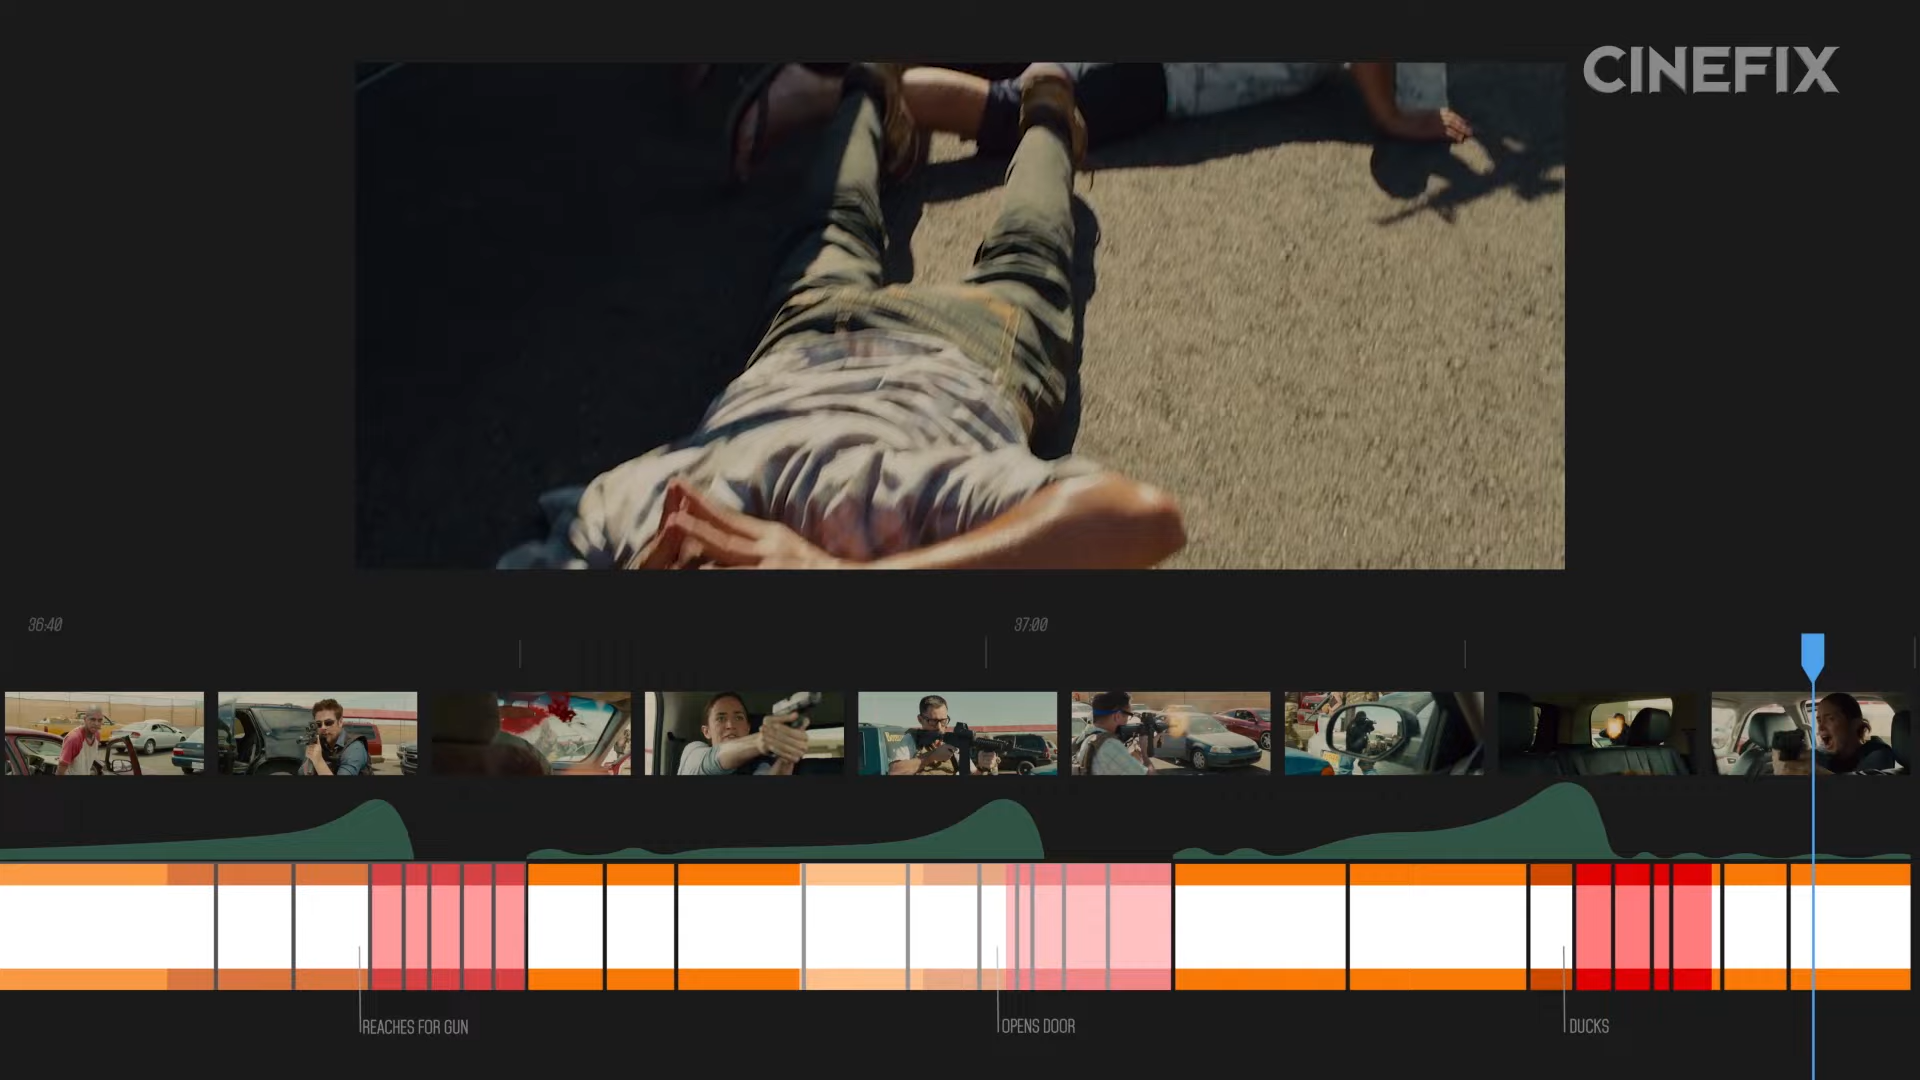 CINEFIX
36:40
37:00
REACHES FOR GUN
OPENS DOOR
DUCKS